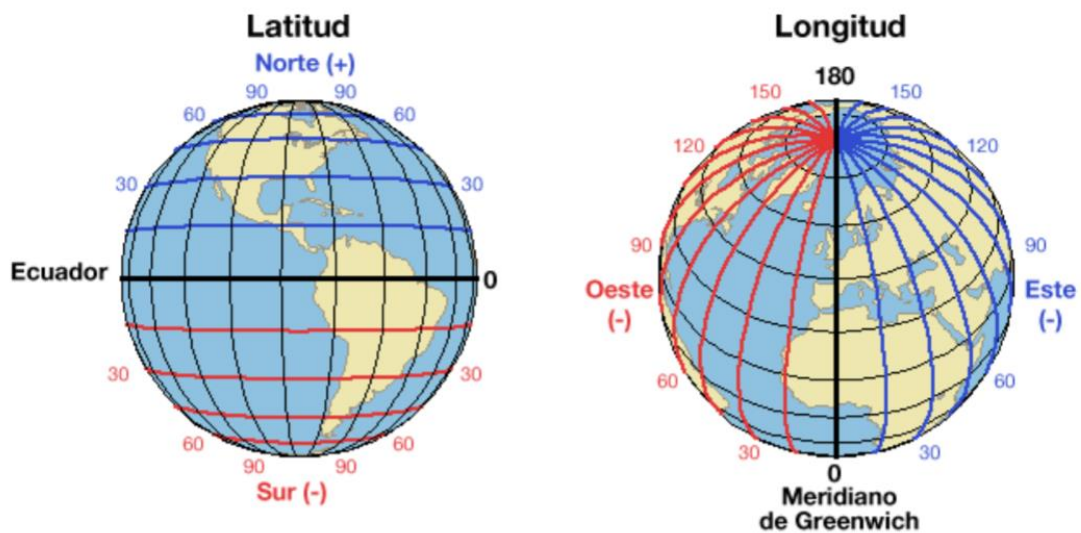 Latitud
Norte (+)
90 90
60 60
30 30
Ecuador 0
30 30
60 60
90 90
Sur (-)
Longitud
180
150 150
120 120
90 90
Oeste Este
(-) (-)
60 60
30 30
0
Meridiano
de Greenwich